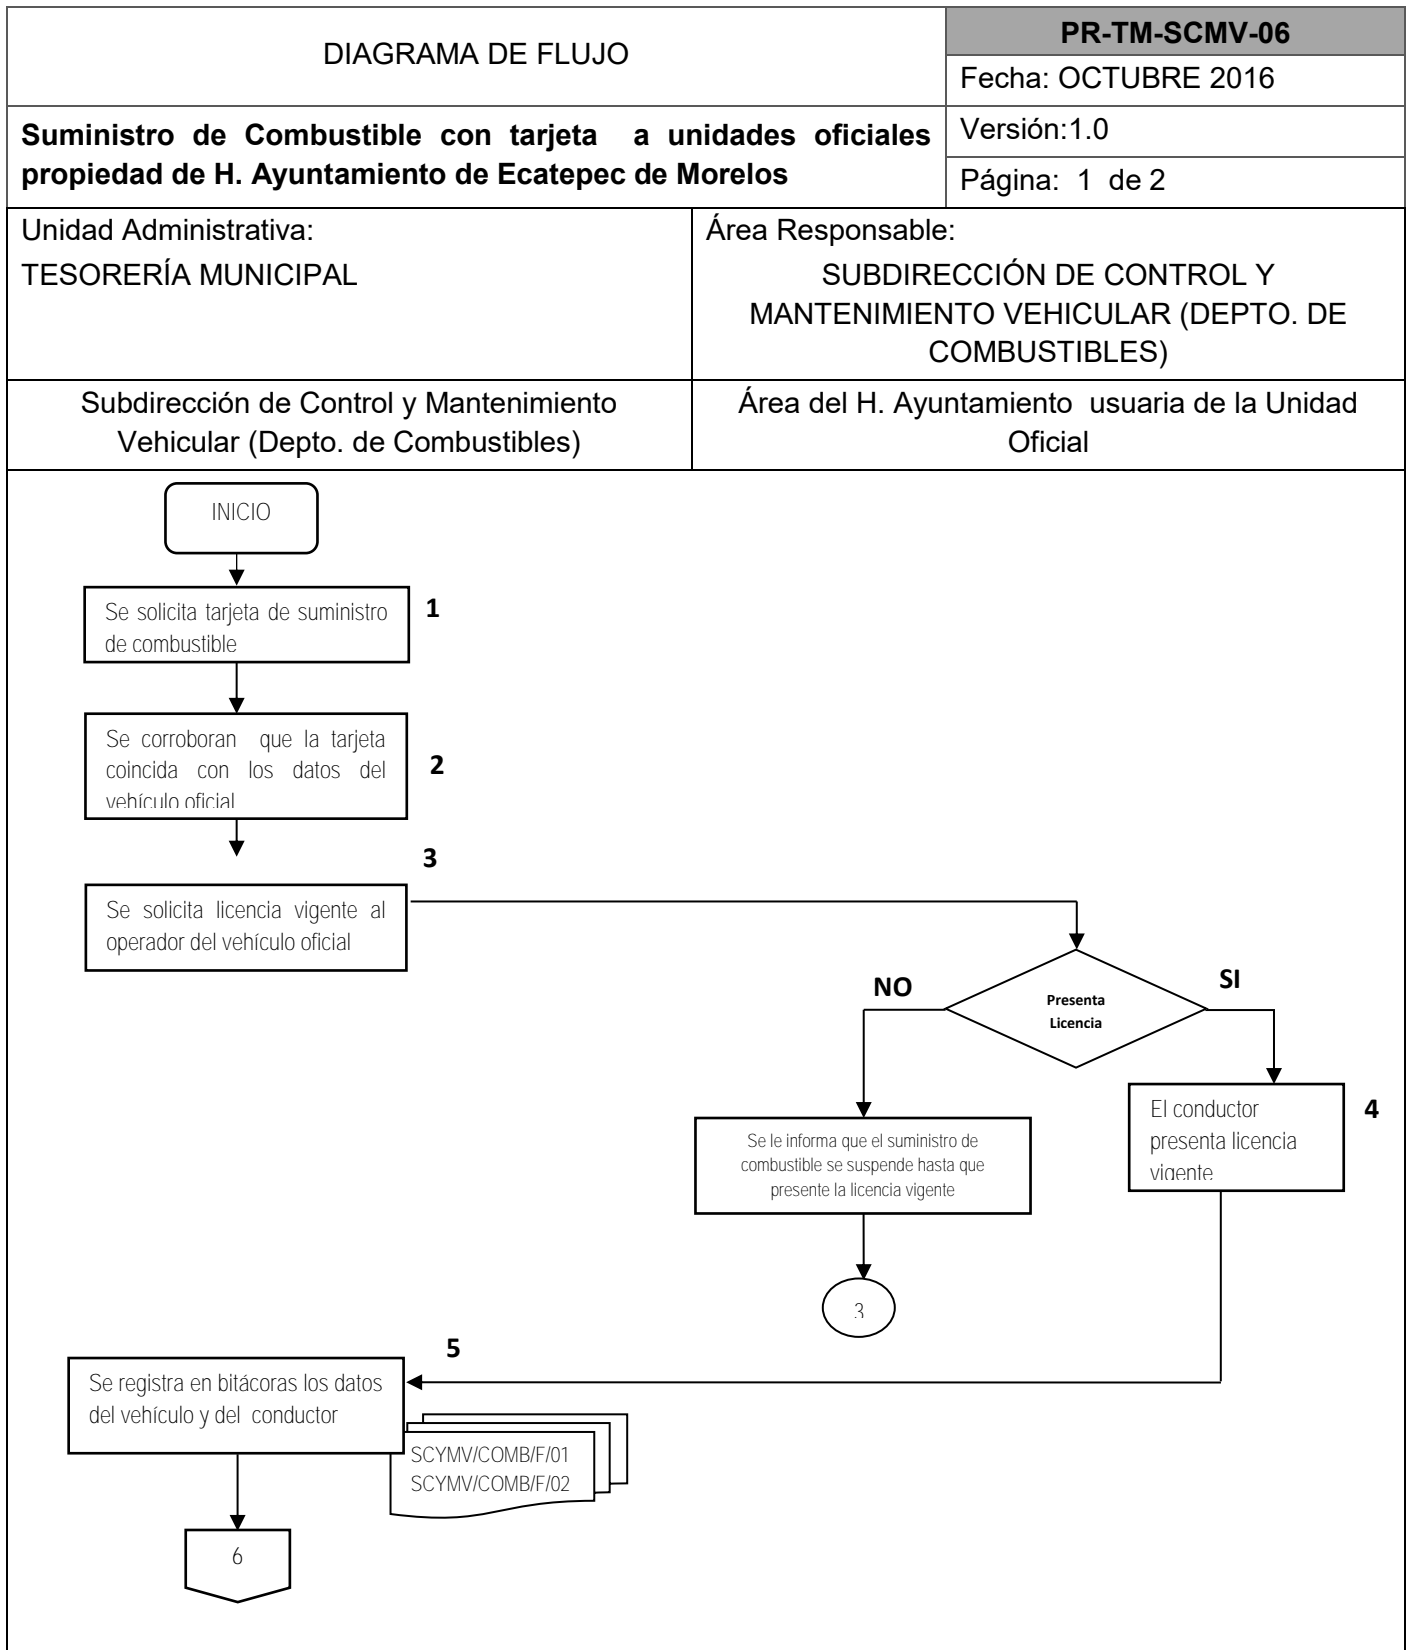 DIAGRAMA DE FLUJO
PR-TM-SCMV-06
Fecha: OCTUBRE 2016
Suministro de Combustible con tarjeta a unidades oficiales
propiedad de H. Ayuntamiento de Ecatepec de Morelos
Versión:1.0
Página: 1 de 2
Unidad Administrativa:
TESORERÍA MUNICIPAL
Área Responsable:
SUBDIRECCIÓN DE CONTROL Y
MANTENIMIENTO VEHICULAR (DEPTO. DE
COMBUSTIBLES)
Subdirección de Control y Mantenimiento
Vehicular (Depto. de Combustibles)
Área del H. Ayuntamiento usuaria de la Unidad
Oficial
INICIO
Se solicita tarjeta de suministro
de combustible
1
Se corroboran que la tarjeta
coincida con los datos del
vehículo oficial
2
3
Se solicita licencia vigente al
operador del vehículo oficial
NO
SI
Presenta
Licencia
El conductor
presenta licencia
vigente
4
Se le informa que el suministro de
combustible se suspende hasta que
presente la licencia vigente
3
5
Se registra en bitácoras los datos
del vehículo y del conductor
SCYMV/COMB/F/01
SCYMV/COMB/F/02
6